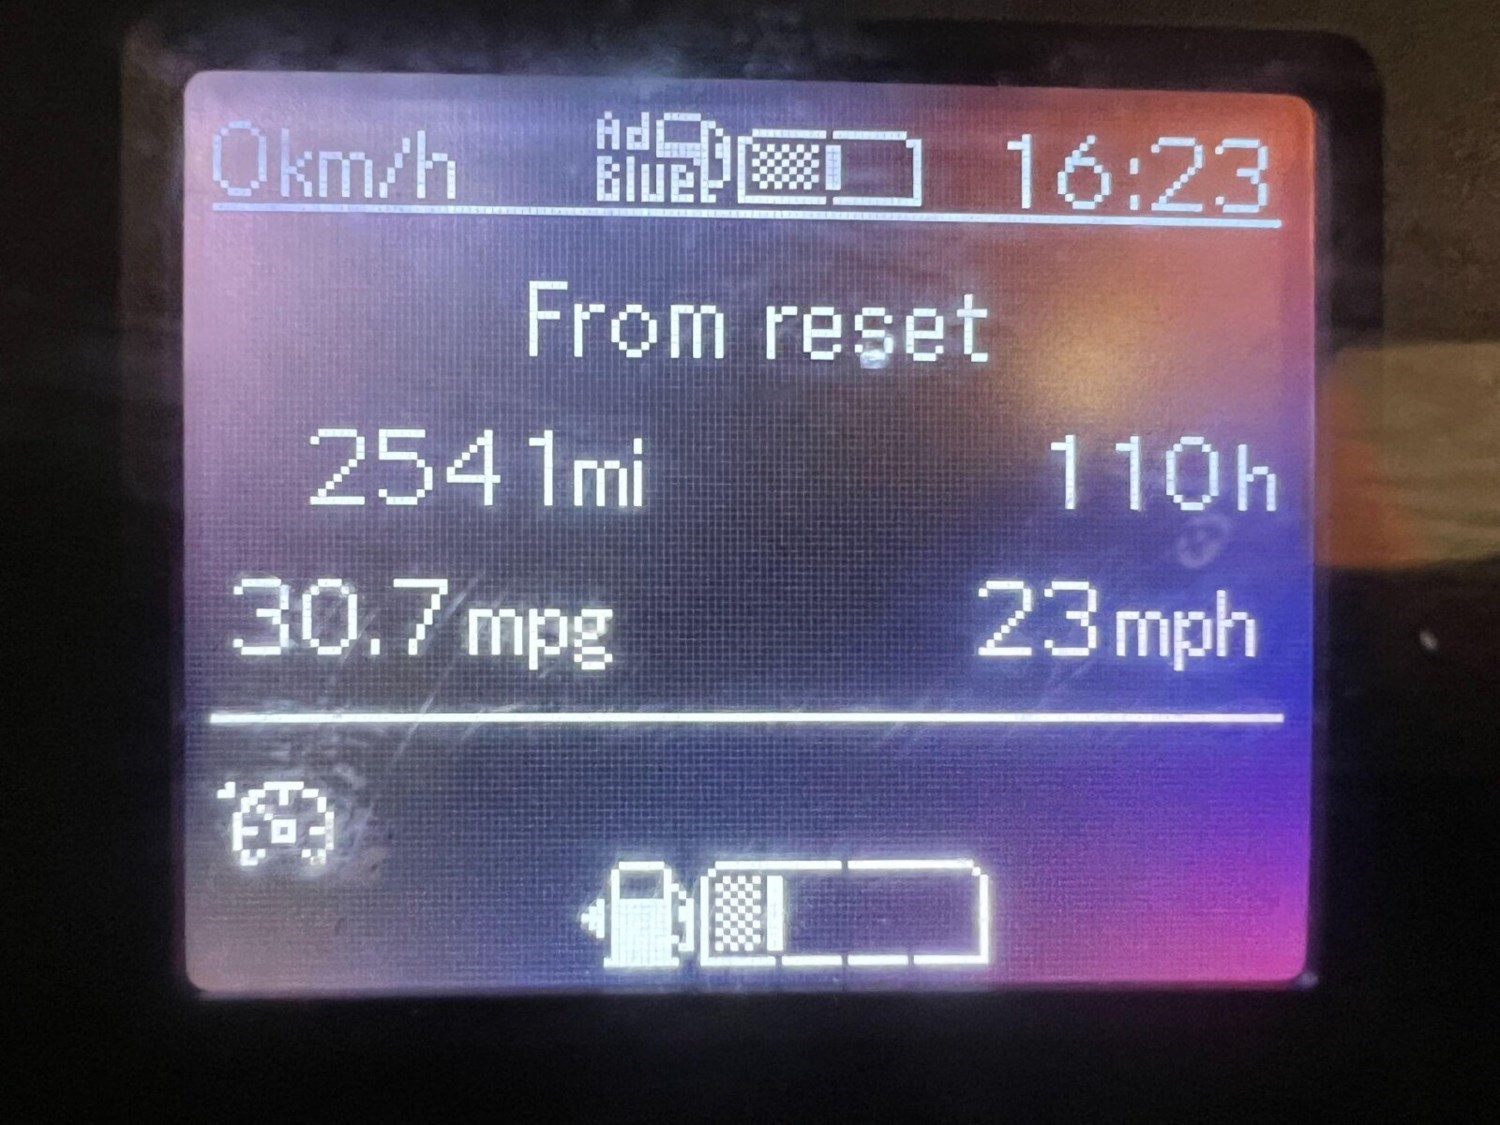 0km/h Ad Blue 16:23
From reset
2541mi 110h
30.7mpg 23mph